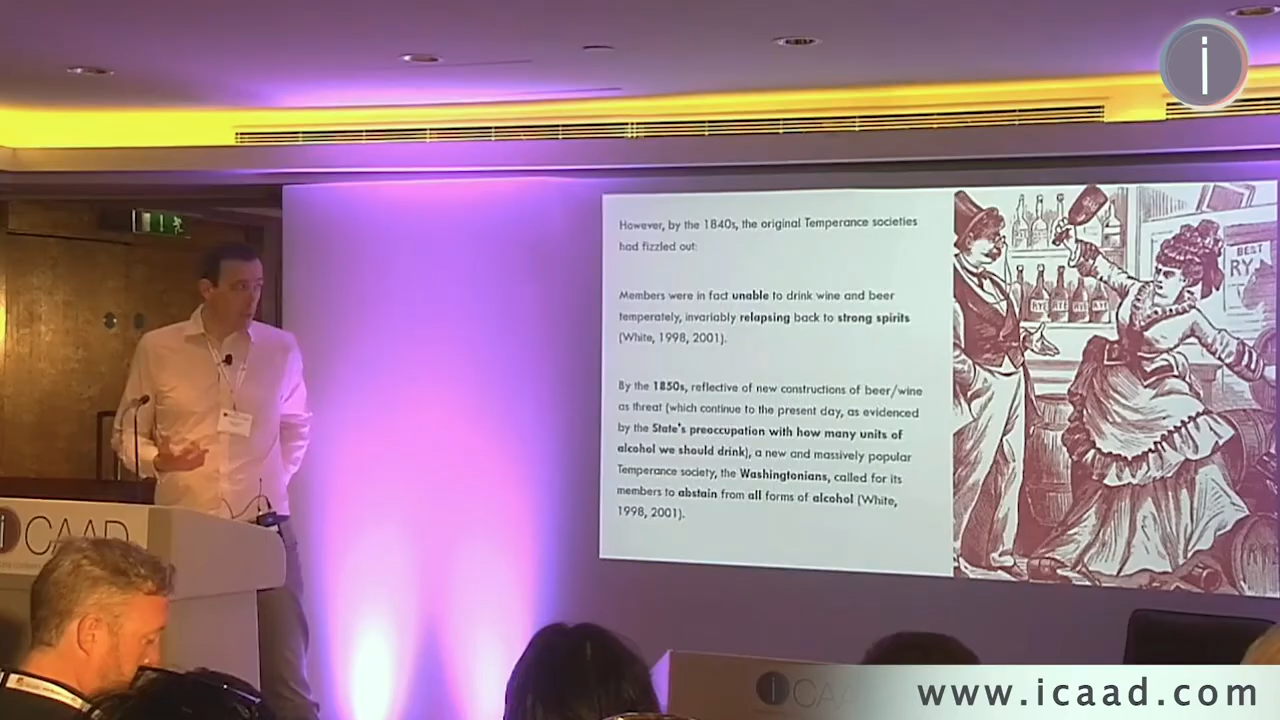 i
However, by the 1840s, the original Temperance societies
had fizzled out:
Members were in fact unable to drink wine and beer
temperately, invariably relapsing back to strong spirits
(White, 1998, 2001).
By the 1850s, reflective of new constructions of beer/wine
as threat (which continue to the present day, as evidenced
by the State's preoccupation with how many units of
alcohol we should drink), a new and massively popular
Temperance society, the Washingtonians, called for its
members to abstain from all forms of alcohol (White,
1998, 2001).
BEST
RY
RYE
RYE
iCAAD
iCAA
www.icaad.com